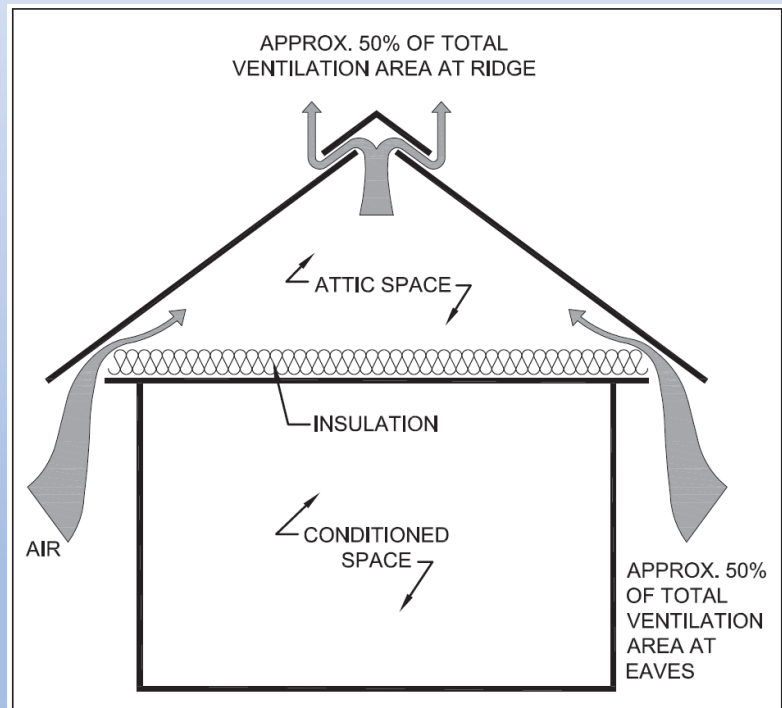 APPROX. 50% OF TOTAL
VENTILATION AREA AT RIDGE
ATTIC SPACE
INSULATION
CONDITIONED
SPACE
AIR
APPROX. 50%
OF TOTAL
VENTILATION
AREA AT
EAVES